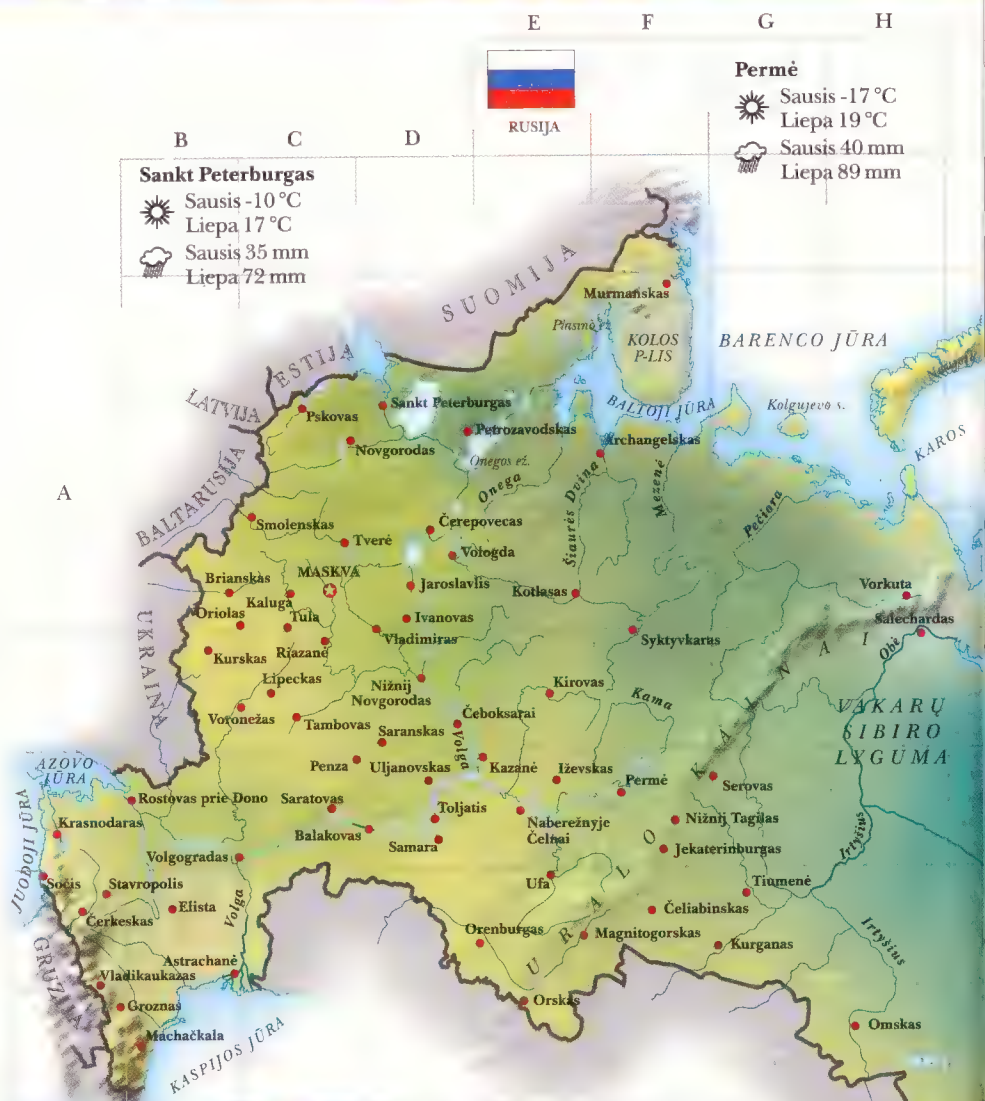 E F G H
RUSIJA
Permė
Sausis -17 °C
Liepa 19 °C
Sausis 40 mm
Liepa 89 mm
B C D
Sankt Peterburgas
Sausis -10 °C
Liepa 17 °C
Sausis 35 mm
Liepa 72 mm
SUOMIJA
Murmanskas
KOLOS
P-LIS
BARENCO JŪRA
ESTIJA
LATVIJA
Pskovas
Sankt Peterburgas
BALTOJI JŪRA
Kolgujevo s.
Novgorodas
Petrozavodskas
Archangelskas
KAROS
Onegos ež.
Onega
Šiaurės Dvina
Mezenė
Pečiora
A
BALTARUSIJA
Smolenskas
Tverė
Čerepovecas
Vologda
Brianskas
MASKVA
Jaroslavlis
Kotlasas
Vorkuta
Kaluga
Oriolas
Tula
Ivanovas
Salechardas
Vladimiras
Syktyvkaras
Obė
UKRAINA
Kurskas
Riazanė
Lipeckas
Nižnij
Novgorodas
Kirovas
Kama
VAKARŲ
SIBIRO
LYGUMA
Voronežas
Tambovas
Čeboksarai
Saranskas
Volga
AZOVO
JŪRA
Penza
Uljanovskas
Kazanė
Iževskas
Permė
Serovas
Rostovas prie Dono
Saratovas
Toljatis
Naberežnyje
Čelnai
Nižnij Tagilas
Krasnodaras
Balakovas
Samara
Jekaterinburgas
Irtyšius
JUODOJI JŪRA
Volgogradas
Sočis
Stavropolis
Ufa
Tiumenė
Čerkeskas
Elista
Volga
Čeliabinskas
Irtyšius
Orenburgas
Magnitogorskas
Kurganas
URALO KALNAI
GRUZIJA
Astrachanė
Vladikaukazas
Groznas
Orskas
Omskas
Machačkala
KASPIJOS JŪRA